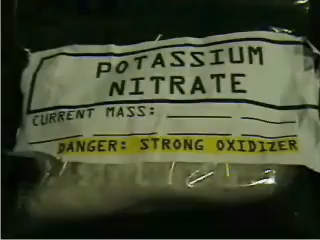 POTASSIUM
NITRATE
CURRENT MASS:
DANGER: STRONG OXIDIZER